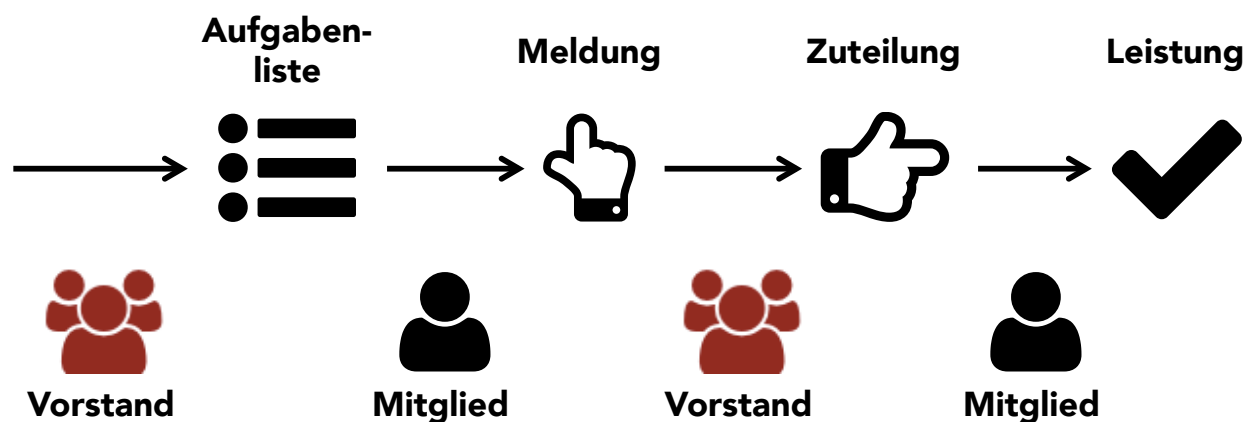 Aufgaben-
liste
Meldung
Zuteilung
Leistung
Vorstand
Mitglied
Vorstand
Mitglied